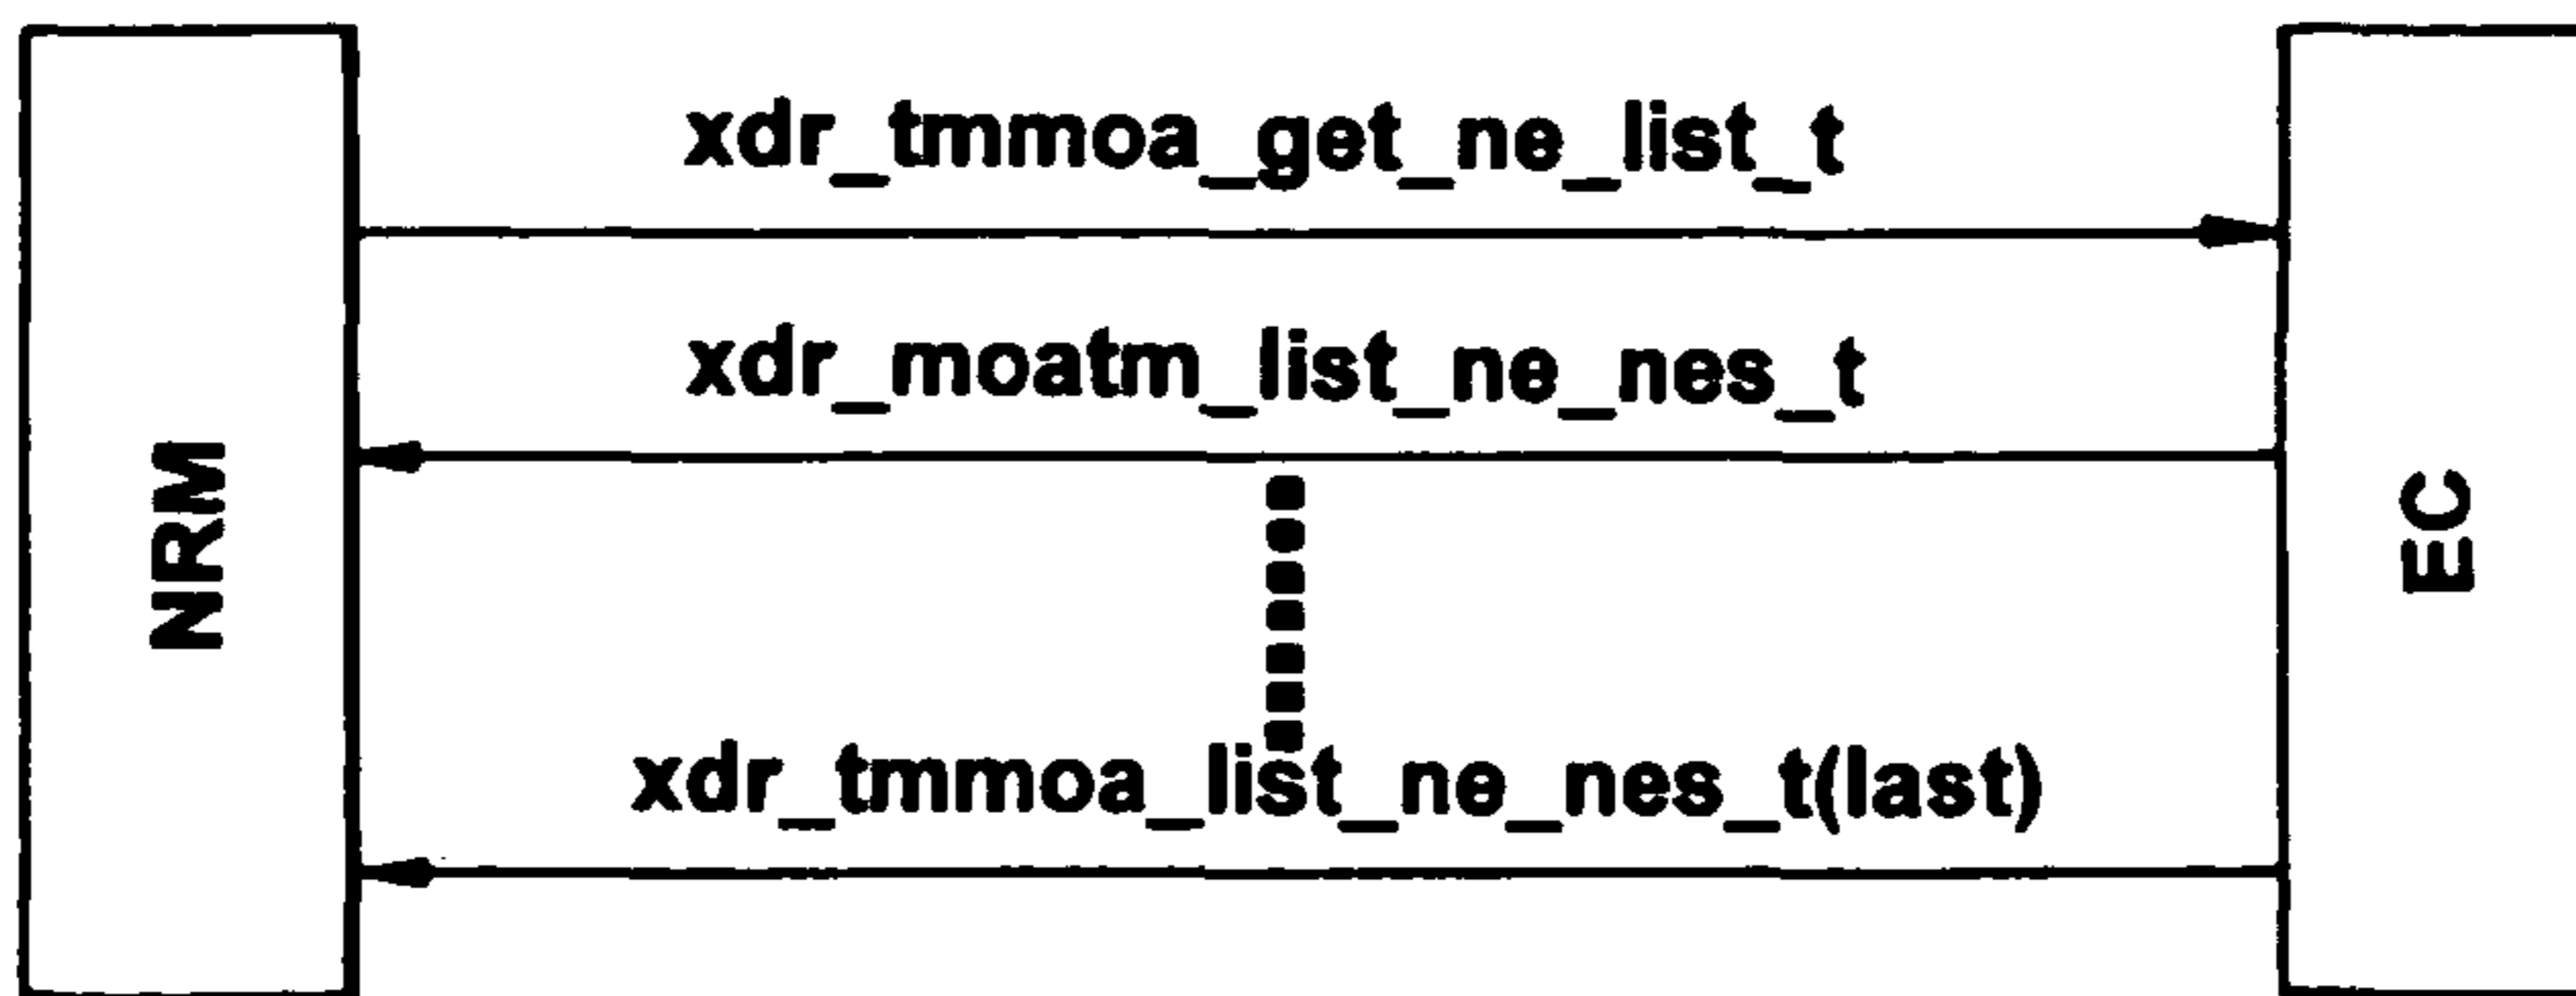 xdr_tmmoa_get_ne_list_t
xdr_moatm_list_ne_nes_t
NRM
EC
xdr_tmmoa_list_ne_nes_t(last)